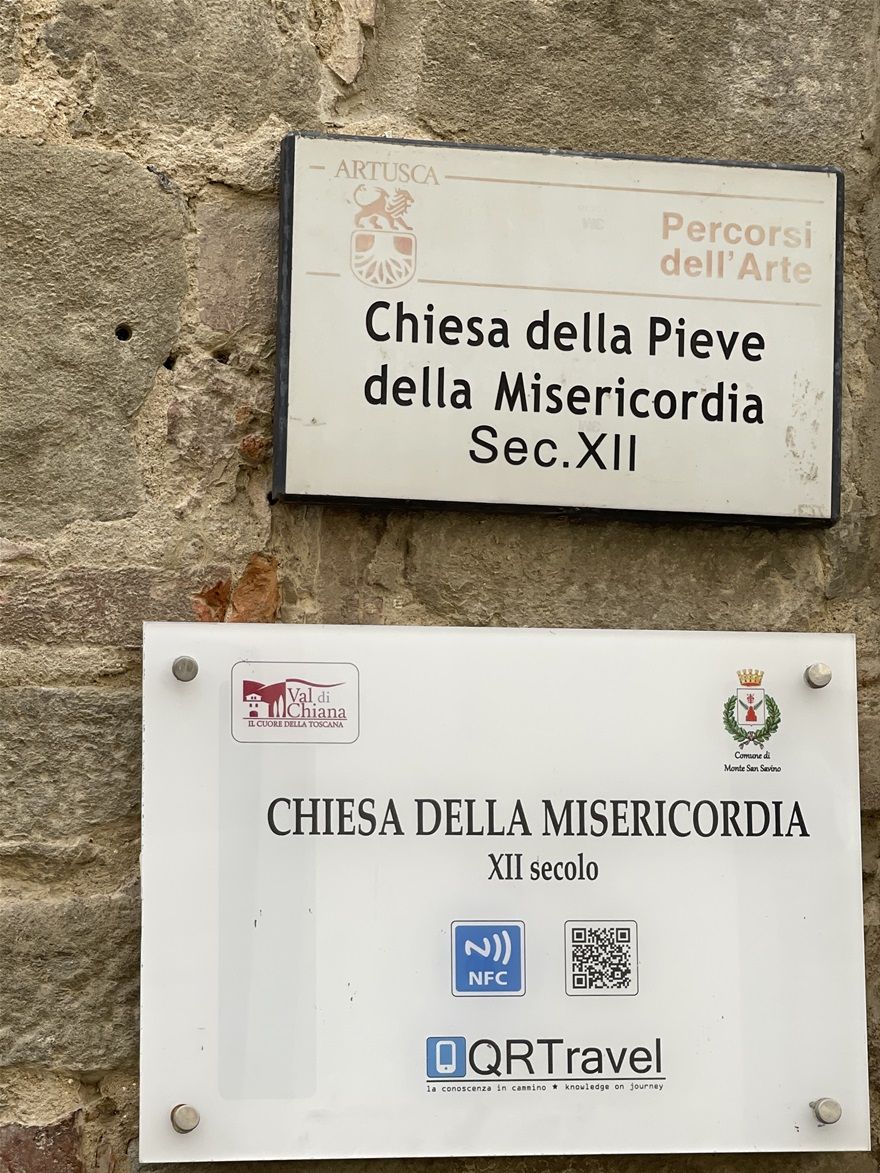 ARTUSCA
Percorsi
dell'Arte
Chiesa della Pieve
della Misericordia
Sec.XII
Val di
Chiana
IL CUORE DELLA TOSCANA
Comune di
Monte San Savino
CHIESA DELLA MISERICORDIA
XII secolo
NFC
QRTravel
la conoscenza in cammino ★ knowledge on journey